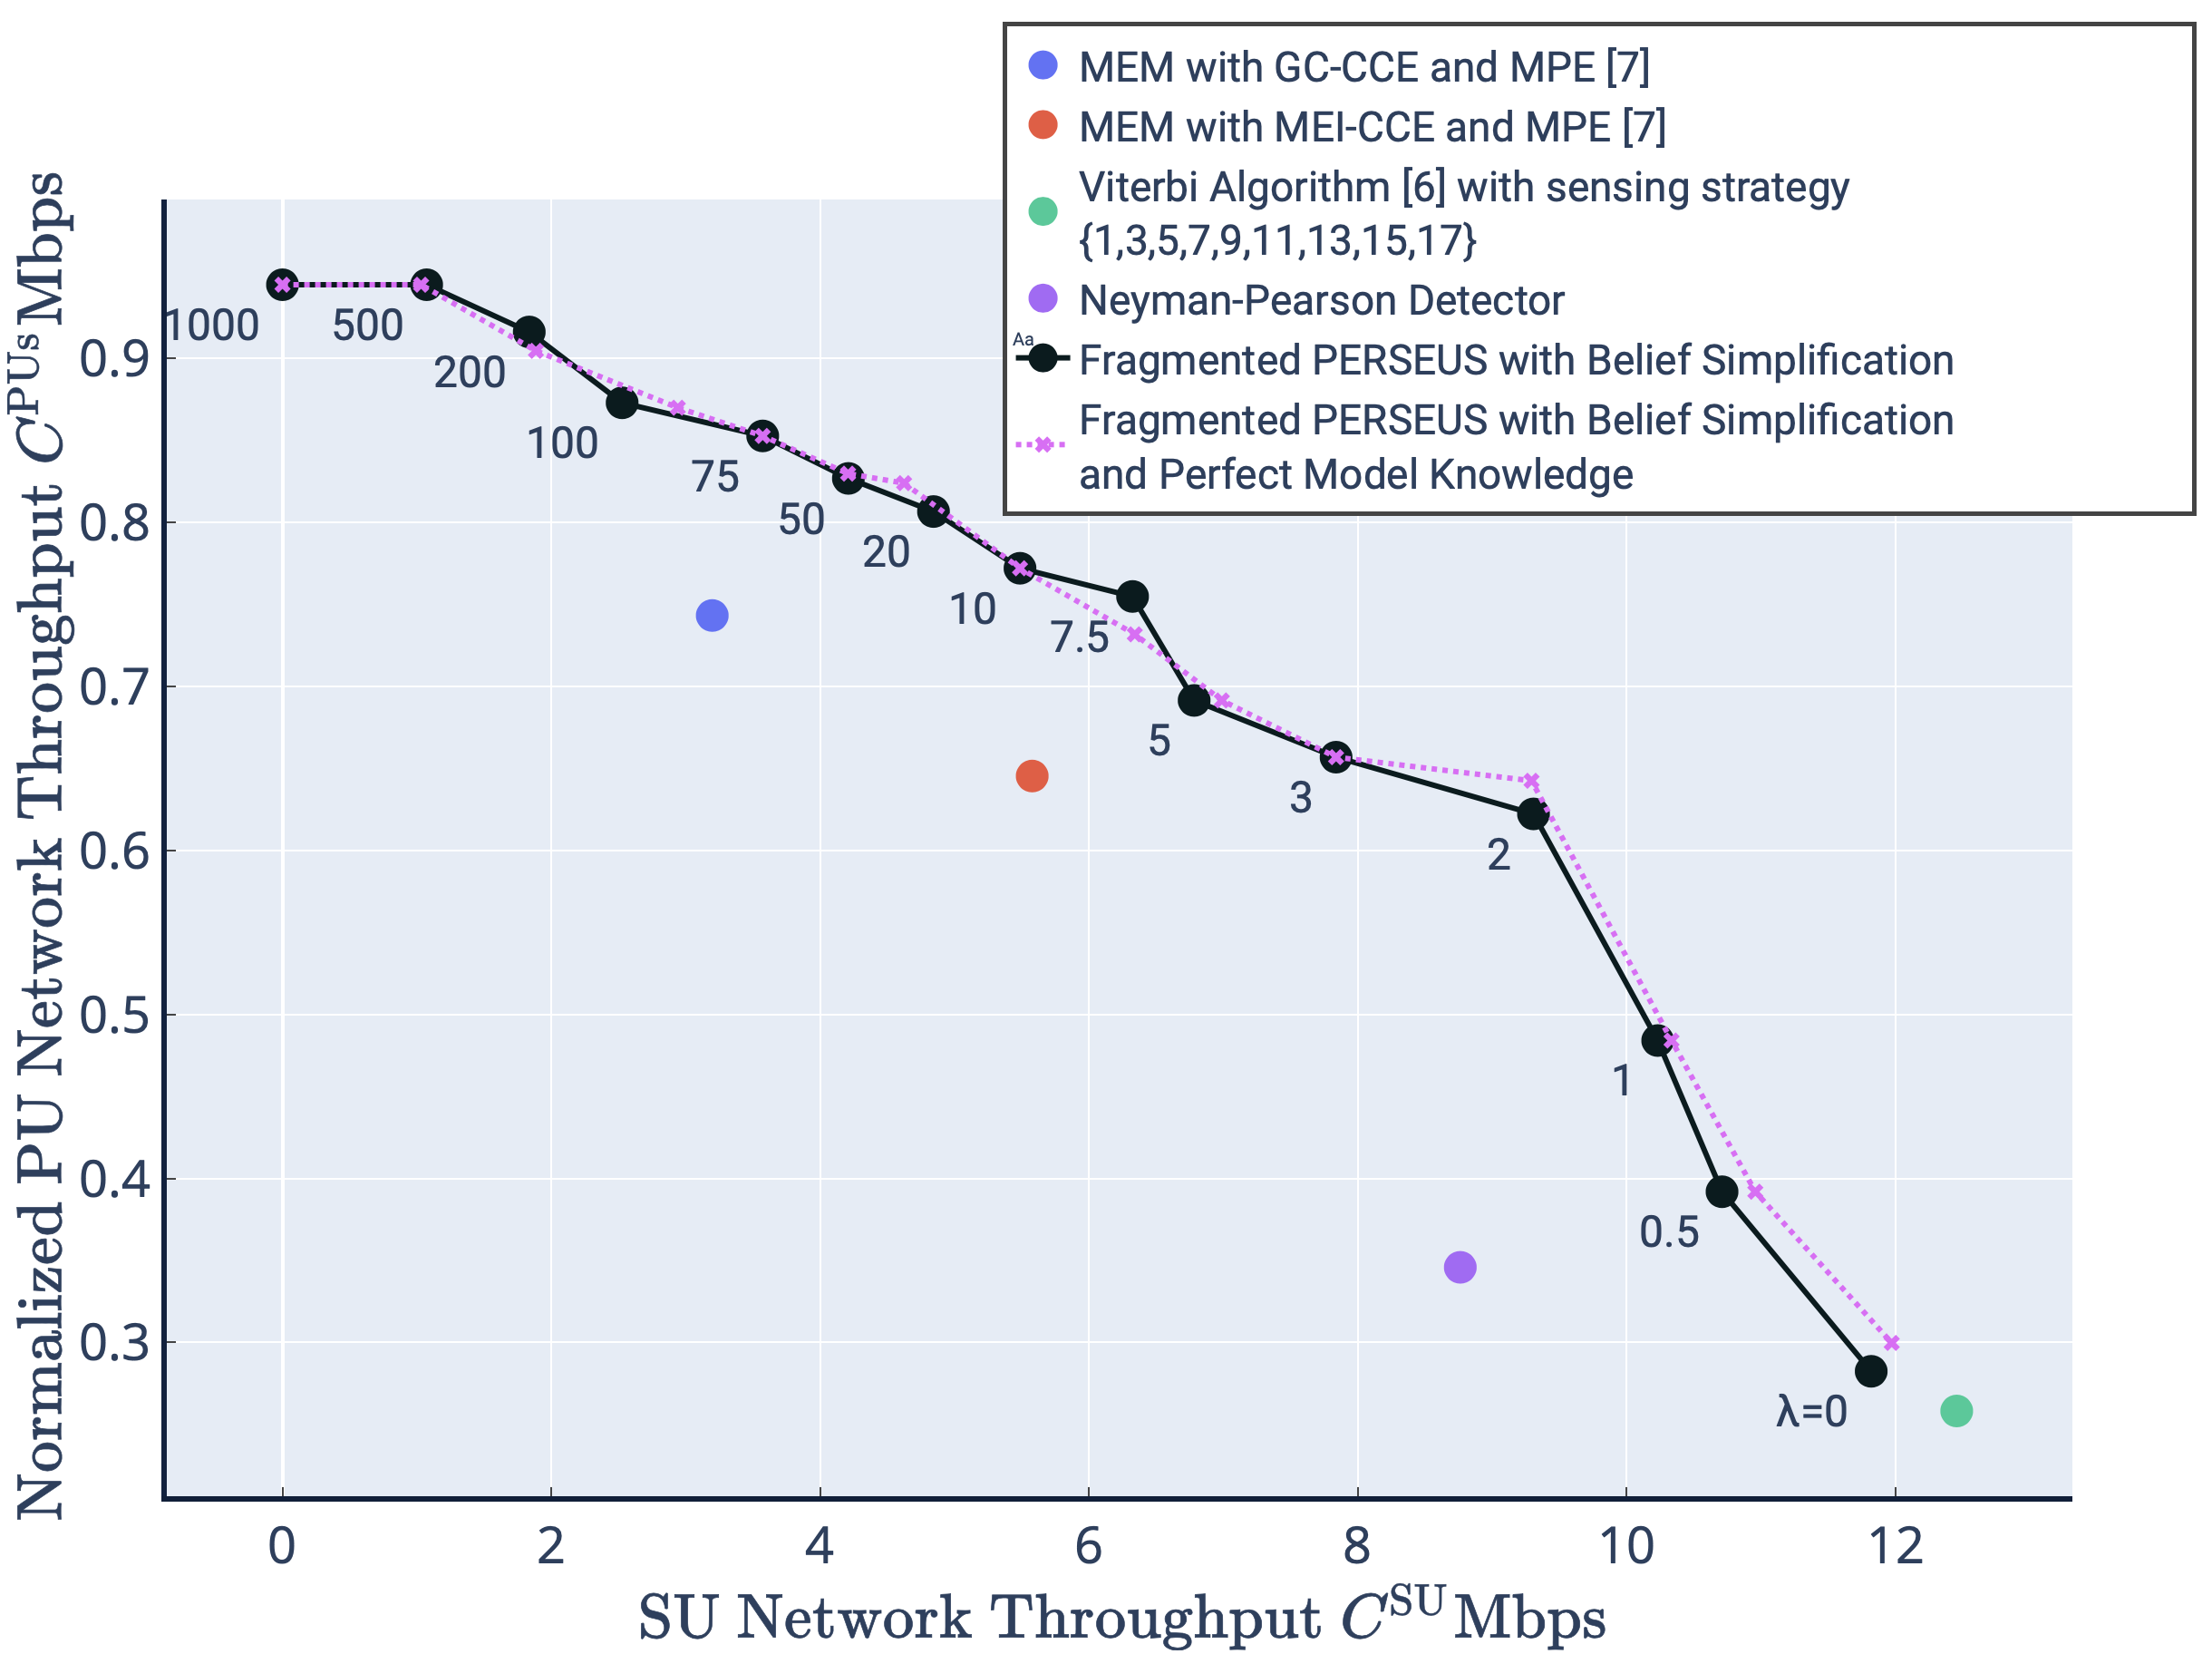 MEM with GC-CCE and MPE [7]
MEM with MEI-CCE and MPE [7]
Viterbi Algorithm [6] with sensing strategy
{1,3,5,7,9,11,13,15,17}
Neyman-Pearson Detector
Aa
Fragmented PERSEUS with Belief Simplification
Fragmented PERSEUS with Belief Simplification
and Perfect Model Knowledge
Normalized PU Network Throughput C^PUs Mbps
0.9
0.8
0.7
0.6
0.5
0.4
0.3
1000
500
200
100
75
50
20
10
7.5
5
3
2
1
0.5
λ=0
0 2 4 6 8 10 12
SU Network Throughput C^SU Mbps